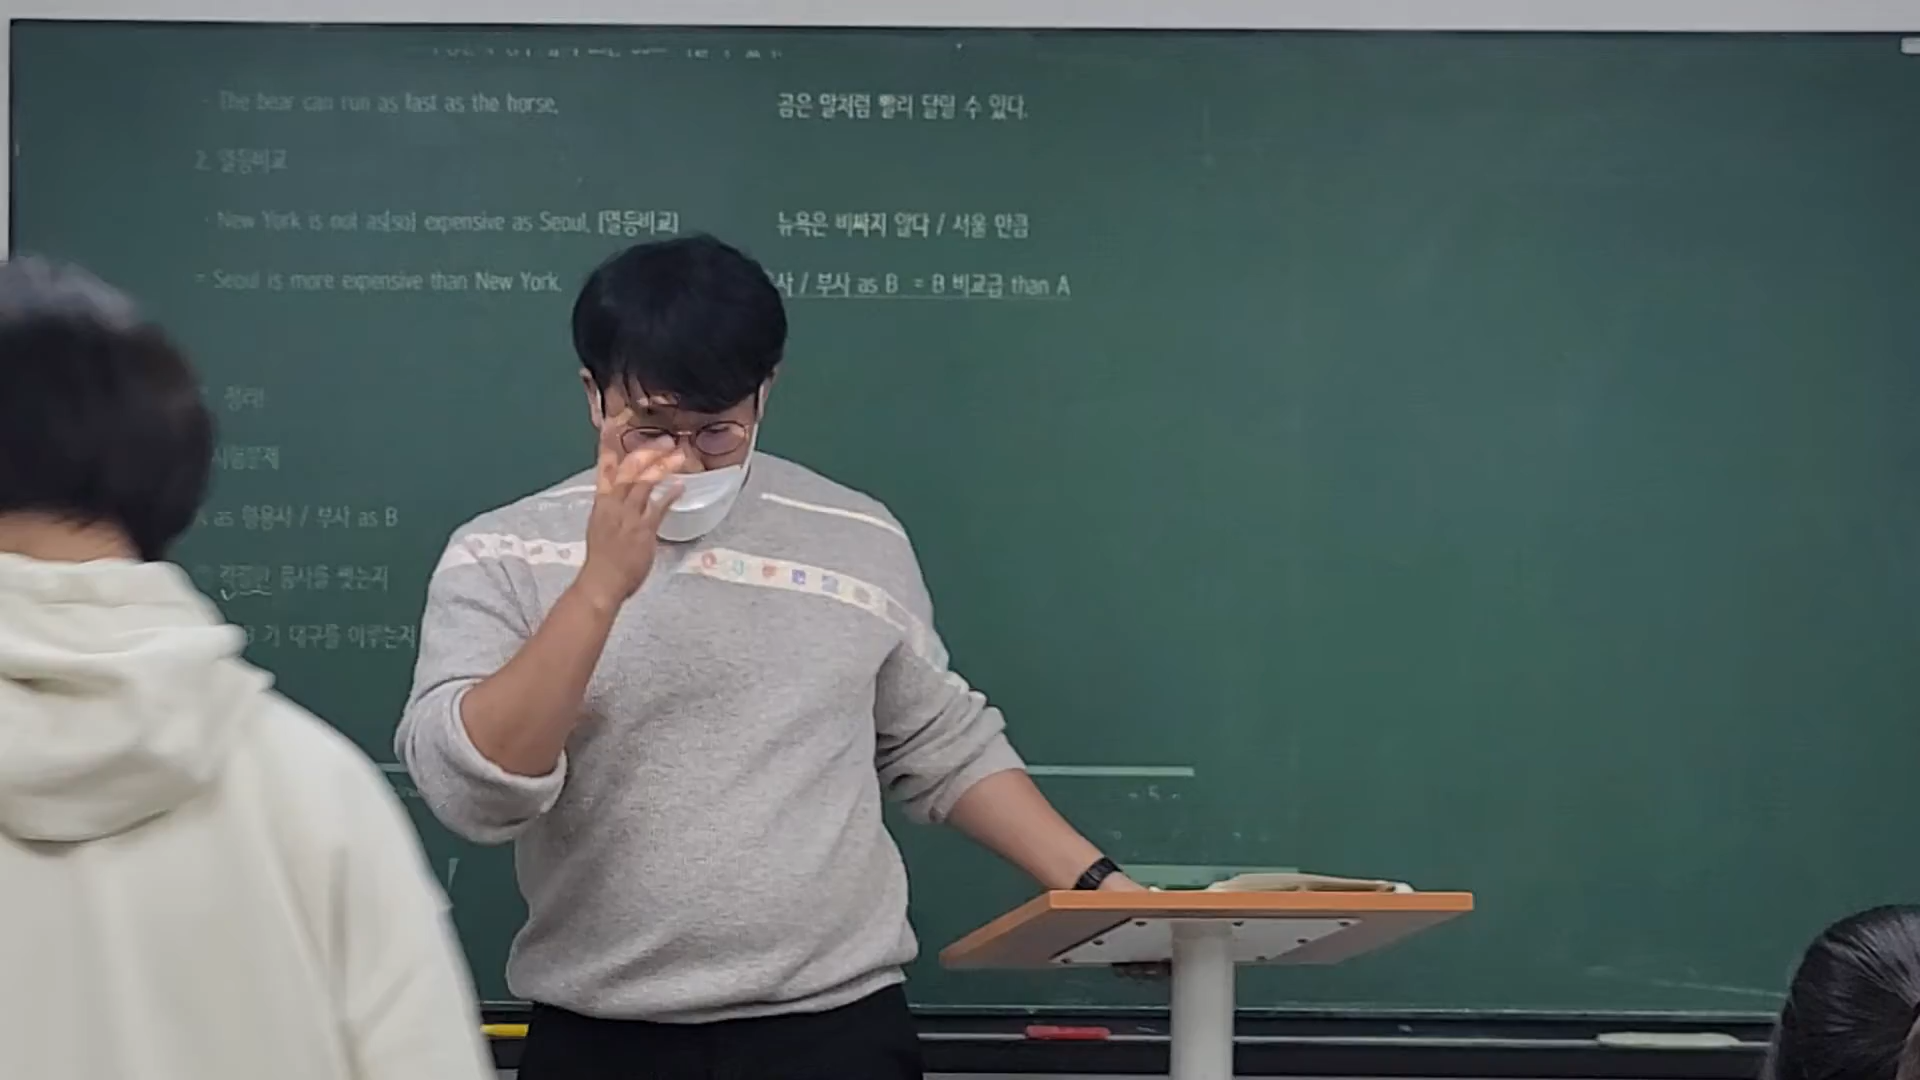 · The bear can run as fast as the horse. 곰은 말처럼 빨리 달릴 수 있다.
2. 열등비교
· New York is not as[so] expensive as Seoul. [열등비교] 뉴욕은 비싸지 않다 / 서울 만큼
= Seoul is more expensive than New York. 사 / 부사 as B = B 비교급 than A
정리!
시험문제
A as 형용사 / 부사 as B
동사를 썻는지
대구를 이루는지